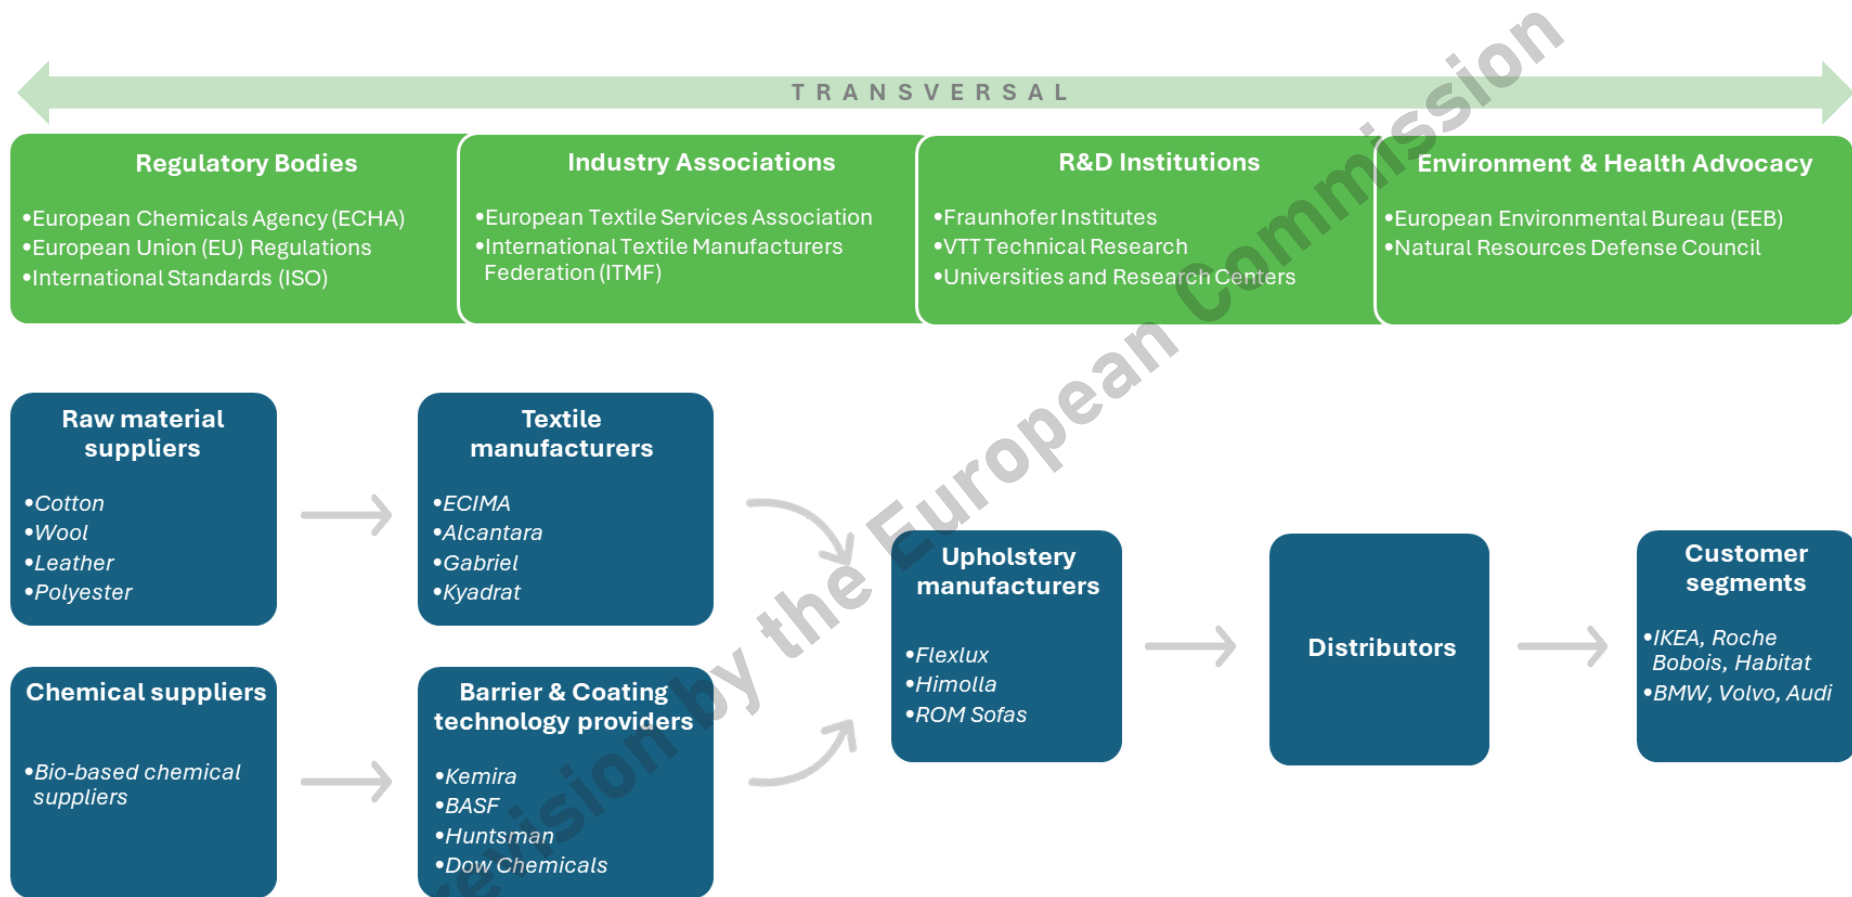 TRANSVERSAL
Regulatory Bodies
•European Chemicals Agency (ECHA)
•European Union (EU) Regulations
•International Standards (ISO)
Industry Associations
•European Textile Services Association
•International Textile Manufacturers
Federation (ITMF)
R&D Institutions
•Fraunhofer Institutes
•VTT Technical Research
•Universities and Research Centers
Environment & Health Advocacy
•European Environmental Bureau (EEB)
•Natural Resources Defense Council
Raw material
suppliers
•Cotton
•Wool
•Leather
•Polyester
Textile
manufacturers
•ECIMA
•Alcantara
•Gabriel
•Kyadrat
Chemical suppliers
•Bio-based chemical
suppliers
Barrier & Coating
technology providers
•Kemira
•BASF
•Huntsman
•Dow Chemicals
Upholstery
manufacturers
•Flexlux
•Himolla
•ROM Sofas
Distributors
Customer
segments
•IKEA, Roche
Bobois, Habitat
•BMW, Volvo, Audi
revision by the European Commission